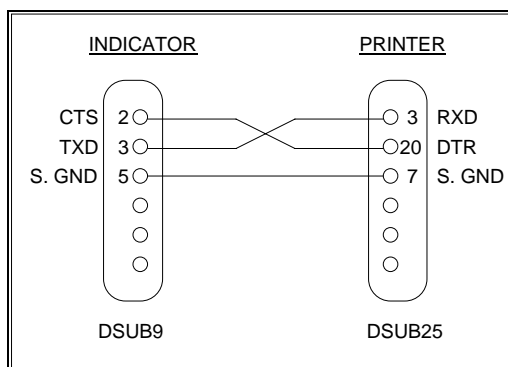 INDICATOR PRINTER
CTS 2 3 RXD
TXD 3 20 DTR
S. GND 5 7 S. GND
DSUB9 DSUB25